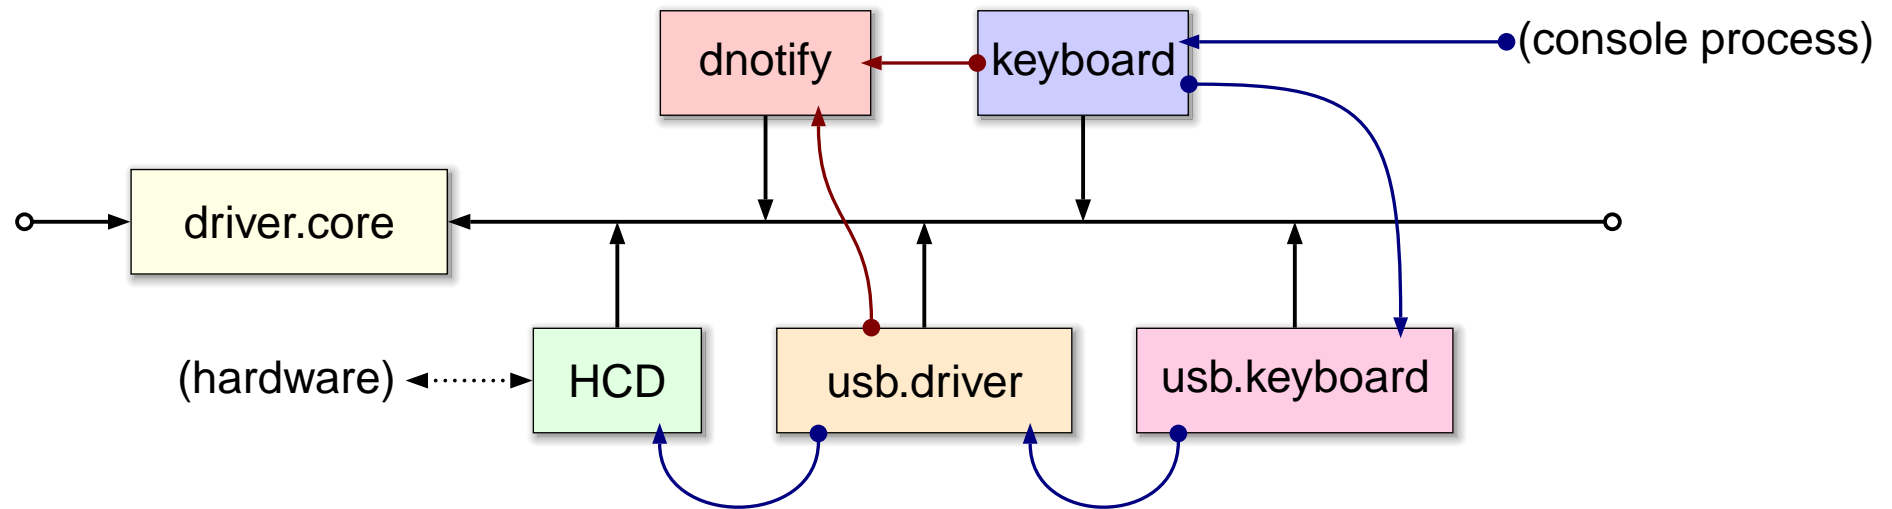 dnotify
keyboard
(console process)
driver.core
(hardware)
HCD
usb.driver
usb.keyboard